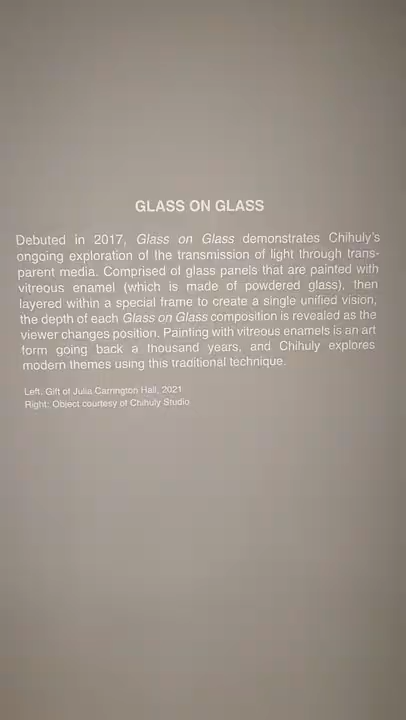 GLASS ON GLASS
Debuted in 2017, Glass on Glass demonstrates Chihuly's
ongoing exploration of the transmission of light through trans-
parent media. Comprised of glass panels that are painted with
vitreous enamel (which is made of powdered glass), then
layered within a special frame to create a single unified vision,
the depth of each Glass on Glass composition is revealed as the
viewer changes position. Painting with vitreous enamels is an art
form going back a thousand years, and Chihuly explores
modern themes using this traditional technique.
Left: Gift of Julia Carrington Hall, 2021
Right: Object courtesy of Chihuly Studio